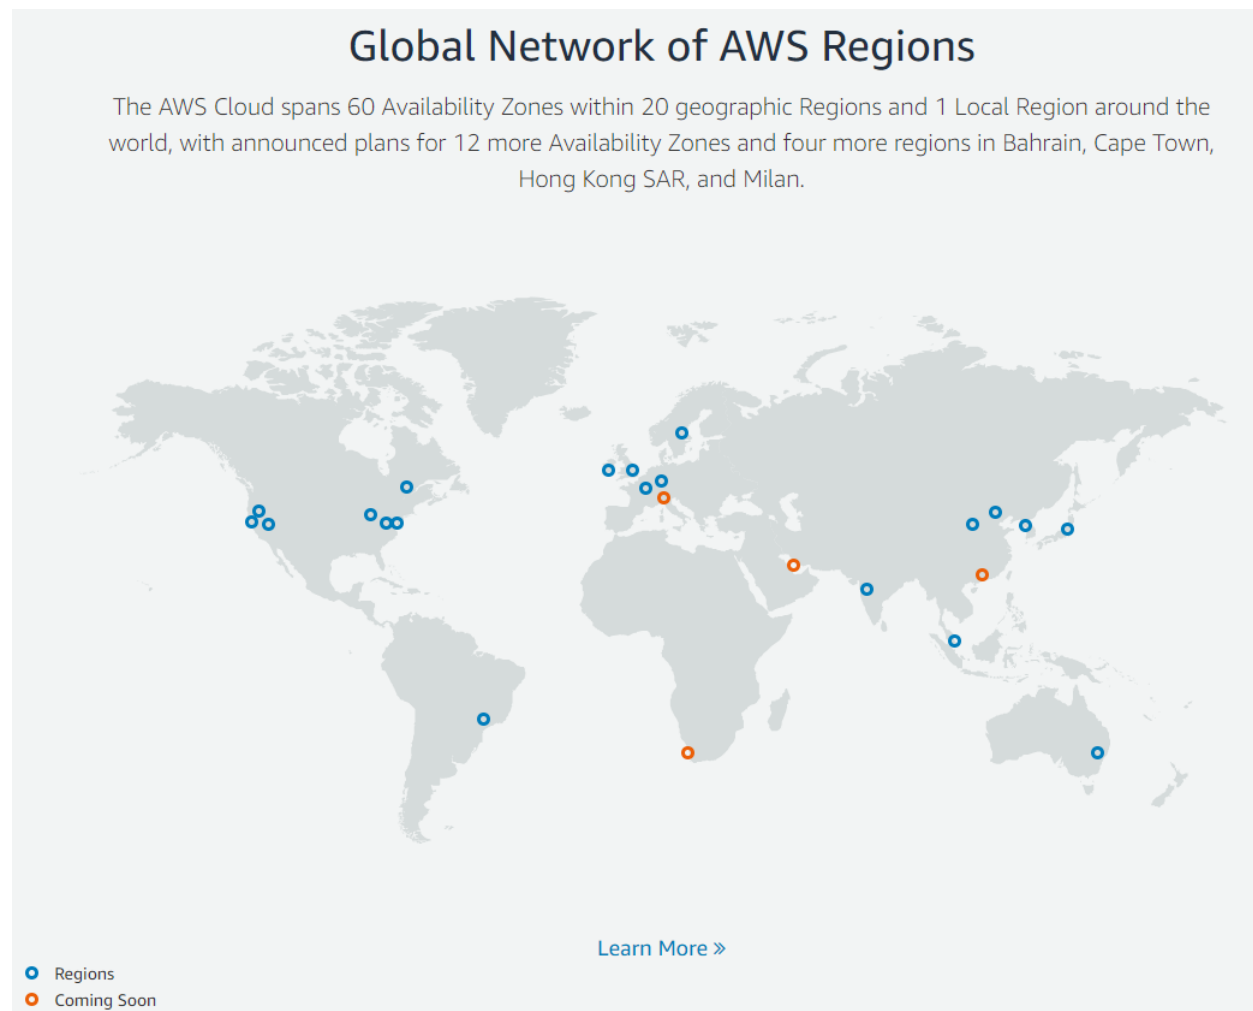 Global Network of AWS Regions
The AWS Cloud spans 60 Availability Zones within 20 geographic Regions and 1 Local Region around the
world, with announced plans for 12 more Availability Zones and four more regions in Bahrain, Cape Town,
Hong Kong SAR, and Milan.
Learn More »
Regions
Coming Soon